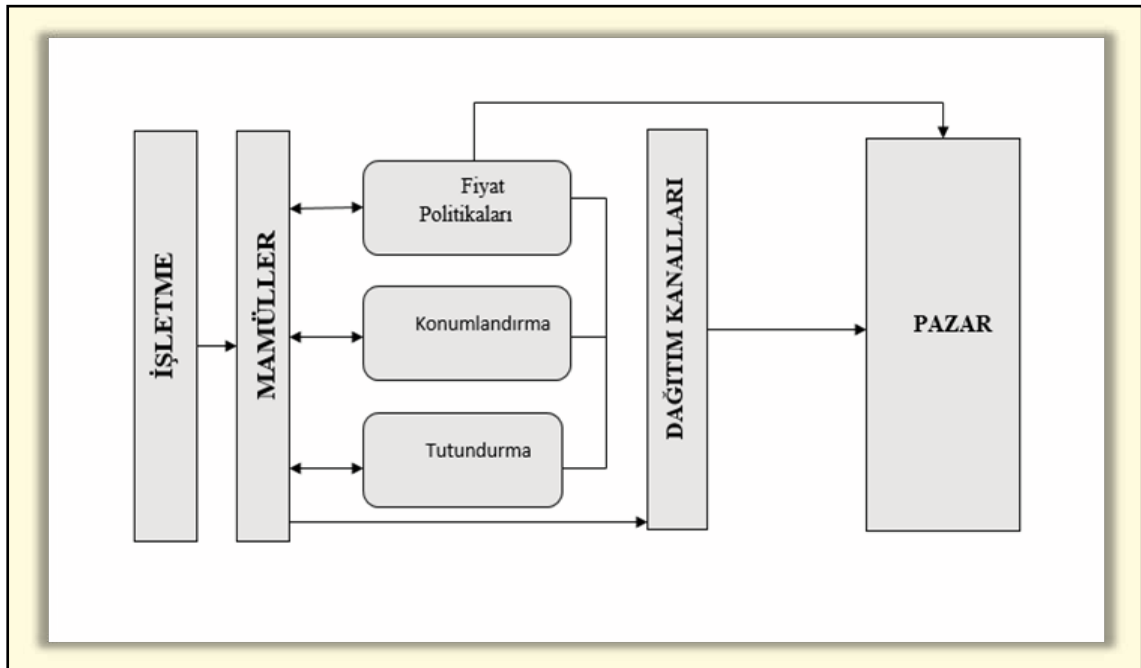 İŞLETME
MAMÜLLER
Fiyat
Politikaları
Konumlandırma
Tutundurma
DAĞITIM KANALLARI
PAZAR